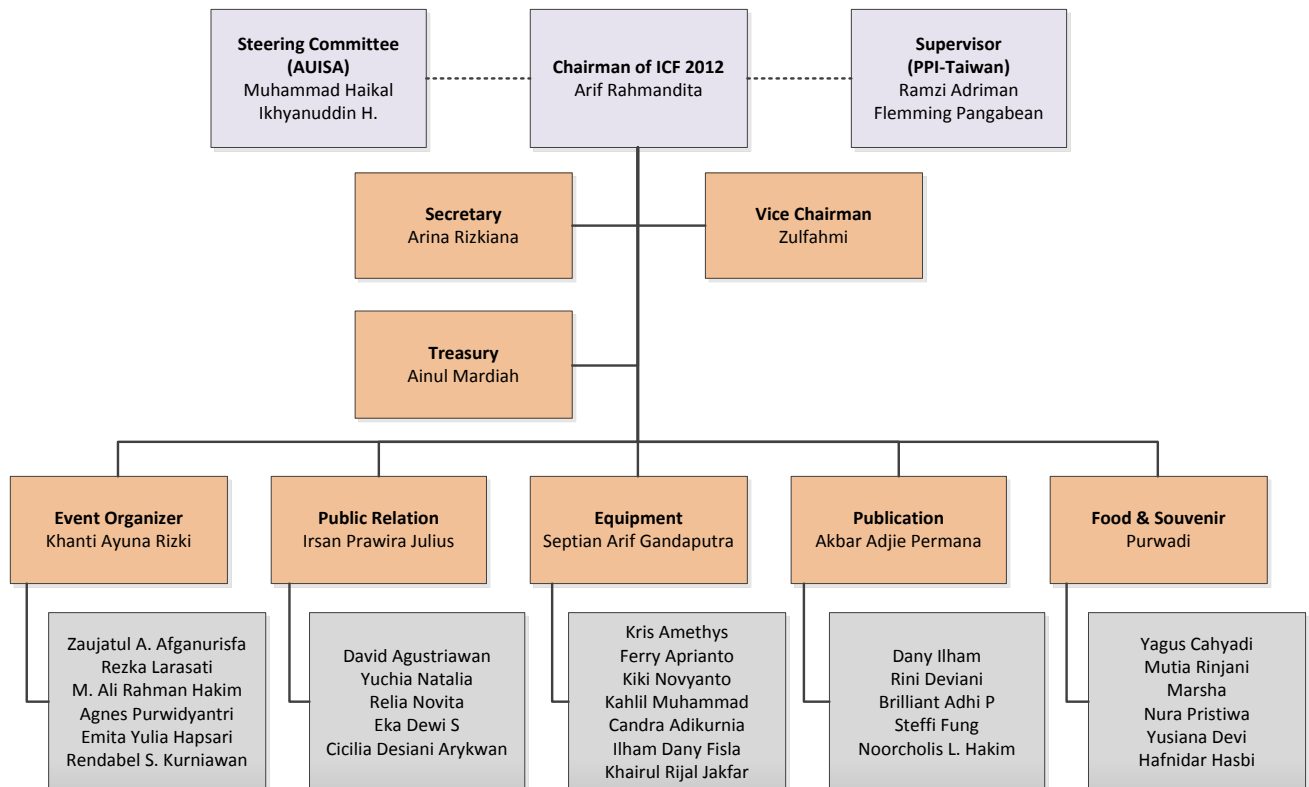 Steering Committee
(AUISA)
Muhammad Haikal
Ikhyanuddin H.
Chairman of ICF 2012
Arif Rahmandita
Supervisor
(PPI-Taiwan)
Ramzi Adriman
Flemming Pangabean
Secretary
Arina Rizkiana
Vice Chairman
Zulfahmi
Treasury
Ainul Mardiah
Event Organizer
Khanti Ayuna Rizki
Public Relation
Irsan Prawira Julius
Equipment
Septian Arif Gandaputra
Publication
Akbar Adjie Permana
Food & Souvenir
Purwadi
Zaujatul A. Afganurisfa
Rezka Larasati
M. Ali Rahman Hakim
Agnes Purwidyantri
Emita Yulia Hapsari
Rendabel S. Kurniawan
David Agustriawan
Yuchia Natalia
Relia Novita
Eka Dewi S
Cicilia Desiani Arykwan
Kris Amethys
Ferry Aprianto
Kiki Novyanto
Kahlil Muhammad
Candra Adikurnia
Ilham Dany Fisla
Khairul Rijal Jakfar
Dany Ilham
Rini Deviani
Brilliant Adhi P
Steffi Fung
Noorcholis L. Hakim
Yagus Cahyadi
Mutia Rinjani
Marsha
Nura Pristiwa
Yusiana Devi
Hafnidar Hasbi